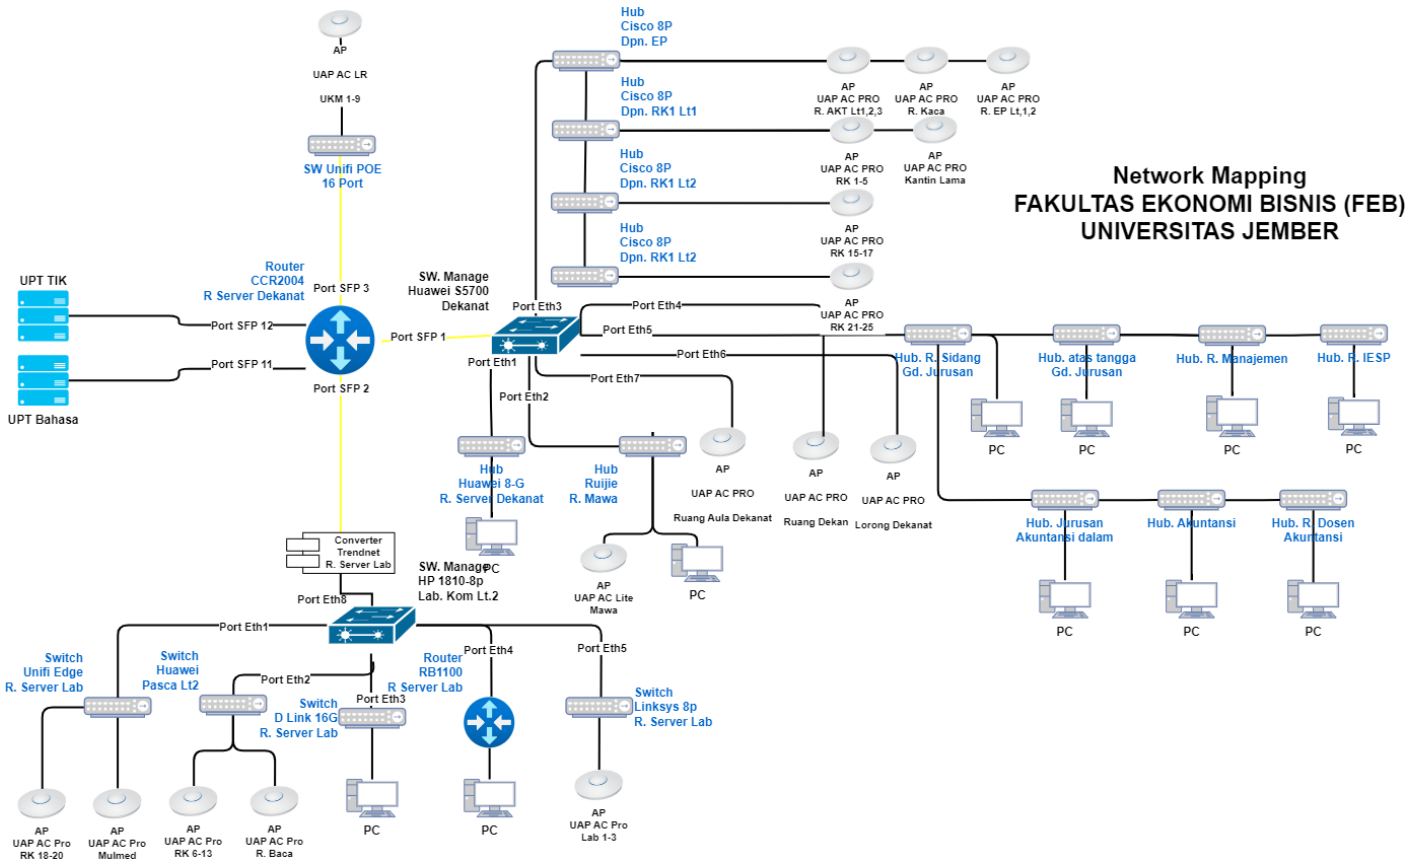 Network Mapping
FAKULTAS EKONOMI BISNIS (FEB)
UNIVERSITAS JEMBER
AP
UAP AC LR
UKM 1-9
SW Unifi POE
16 Port
UPT TIK
UPT Bahasa
Router
CCR2004
R Server Dekanat
Port SFP 3
Port SFP 12
Port SFP 11
Port SFP 2
Port SFP 1
SW. Manage
Huawei S5700
Dekanat
Hub
Cisco 8P
Dpn. EP
Hub
Cisco 8P
Dpn. RK1 Lt1
Hub
Cisco 8P
Dpn. RK1 Lt2
Hub
Cisco 8P
Dpn. RK1 Lt2
AP
UAP AC PRO
R. AKT Lt1,2,3
AP
UAP AC PRO
R. Kaca
AP
UAP AC PRO
R. EP Lt,1,2
AP
UAP AC PRO
RK 1-5
AP
UAP AC PRO
Kantin Lama
AP
UAP AC PRO
RK 15-17
AP
UAP AC PRO
RK 21-25
Port Eth3
Port Eth4
Port Eth5
Port Eth6
Port Eth7
Port Eth1
Port Eth2
Hub. R. Sidang
Gd. Jurusan
Hub. atas tangga
Gd. Jurusan
Hub. R. Manajemen
Hub. R. IESP
PC
PC
PC
PC
Hub
Huawei 8-G
R. Server Dekanat
PC
Hub
Ruijie
R. Mawa
AP
UAP AC PRO
Ruang Aula Dekanat
AP
UAP AC PRO
Ruang Dekan
AP
UAP AC PRO
Lorong Dekanat
Hub. Jurusan
Akuntansi dalam
Hub. Akuntansi
Hub. R. Dosen
Akuntansi
PC
PC
PC
AP
UAP AC Lite
Mawa
PC
Converter
Trendnet
R. Server Lab
SW. Manage
HP 1810-8p
Lab. Kom Lt.2
Port Eth8
Port Eth1
Port Eth2
Port Eth3
Port Eth4
Port Eth5
Switch
Unifi Edge
R. Server Lab
Switch
Huawei
Pasca Lt2
Switch
D Link 16G
R. Server Lab
Router
RB1100
R Server Lab
Switch
Linksys 8p
R. Server Lab
AP
UAP AC Pro
RK 18-20
AP
UAP AC Pro
Mulmed
AP
UAP AC Pro
RK 6-13
AP
UAP AC Pro
R. Baca
PC
PC
AP
UAP AC Pro
Lab 1-3